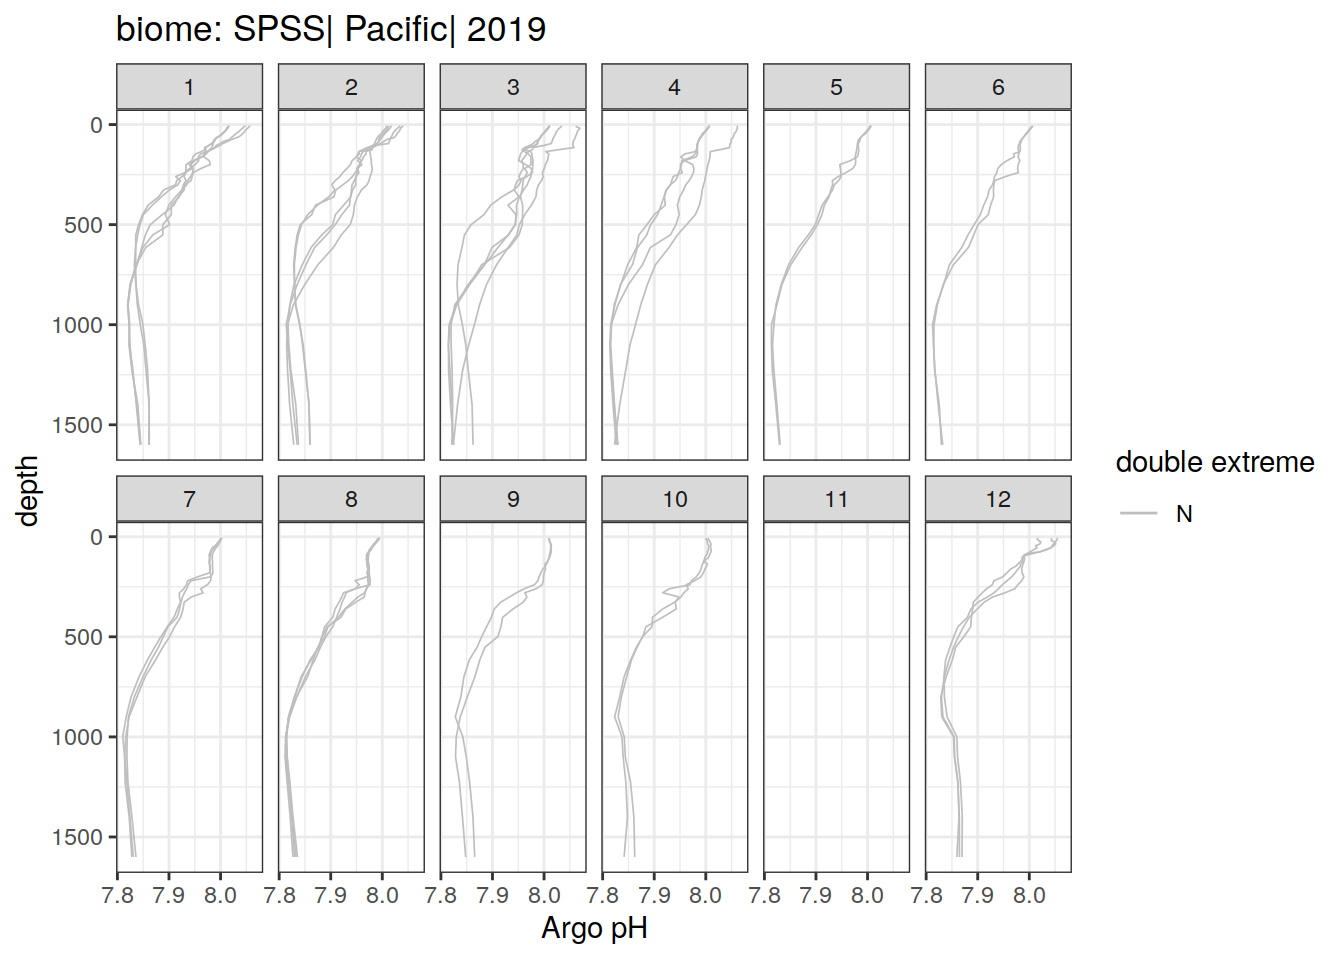 biome: SPSS| Pacific| 2019
1 2 3 4 5 6
0
500
1000
1500
7 8 9 10 11 12
0
500
1000
1500
7.8 7.9 8.0 7.8 7.9 8.0 7.8 7.9 8.0 7.8 7.9 8.0 7.8 7.9 8.0 7.8 7.9 8.0
Argo pH
depth
double extreme
N